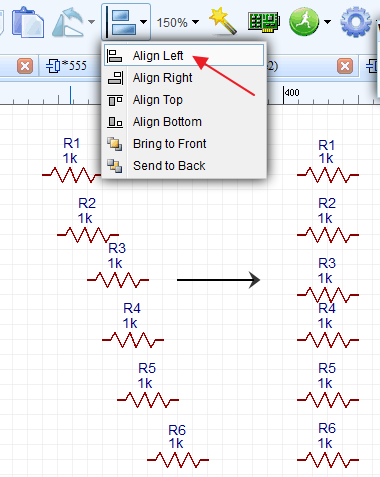 150%
Align Left
*555
2)
400
Align Right
Align Top
Align Bottom
Bring to Front
Send to Back
R1
1k
R2
1k
R3
1k
R4
1k
R5
1k
R6
1k
R1
1k
R2
1k
R3
1k
R4
1k
R5
1k
R6
1k